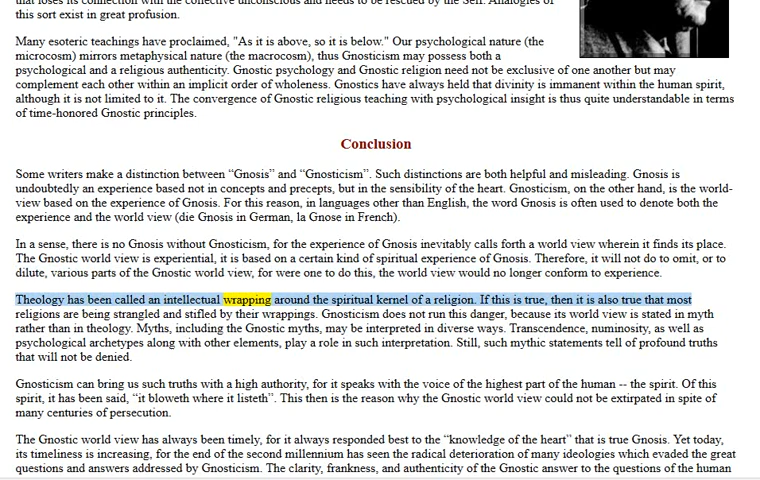 that loses its connection with the collective unconscious and needs to be rescued by the Self. Analogies of
this sort exist in great profusion.
Many esoteric teachings have proclaimed, "As it is above, so it is below." Our psychological nature (the
microcosm) mirrors metaphysical nature (the macrocosm), thus Gnosticism may possess both a
psychological and a religious authenticity. Gnostic psychology and Gnostic religion need not be exclusive of one another but may
complement each other within an implicit order of wholeness. Gnostics have always held that divinity is immanent within the human spirit,
although it is not limited to it. The convergence of Gnostic religious teaching with psychological insight is thus quite understandable in terms
of time-honored Gnostic principles.
Conclusion
Some writers make a distinction between “Gnosis” and “Gnosticism”. Such distinctions are both helpful and misleading. Gnosis is
undoubtedly an experience based not in concepts and precepts, but in the sensibility of the heart. Gnosticism, on the other hand, is the world-
view based on the experience of Gnosis. For this reason, in languages other than English, the word Gnosis is often used to denote both the
experience and the world view (die Gnosis in German, la Gnose in French).
In a sense, there is no Gnosis without Gnosticism, for the experience of Gnosis inevitably calls forth a world view wherein it finds its place.
The Gnostic world view is experiential, it is based on a certain kind of spiritual experience of Gnosis. Therefore, it will not do to omit, or to
dilute, various parts of the Gnostic world view, for were one to do this, the world view would no longer conform to experience.
Theology has been called an intellectual wrapping around the spiritual kernel of a religion. If this is true, then it is also true that most
religions are being strangled and stifled by their wrappings. Gnosticism does not run this danger, because its world view is stated in myth
rather than in theology. Myths, including the Gnostic myths, may be interpreted in diverse ways. Transcendence, numinosity, as well as
psychological archetypes along with other elements, play a role in such interpretation. Still, such mythic statements tell of profound truths
that will not be denied.
Gnosticism can bring us such truths with a high authority, for it speaks with the voice of the highest part of the human -- the spirit. Of this
spirit, it has been said, “it bloweth where it listeth”. This then is the reason why the Gnostic world view could not be extirpated in spite of
many centuries of persecution.
The Gnostic world view has always been timely, for it always responded best to the “knowledge of the heart” that is true Gnosis. Yet today,
its timeliness is increasing, for the end of the second millennium has seen the radical deterioration of many ideologies which evaded the great
questions and answers addressed by Gnosticism. The clarity, frankness, and authenticity of the Gnostic answer to the questions of the human